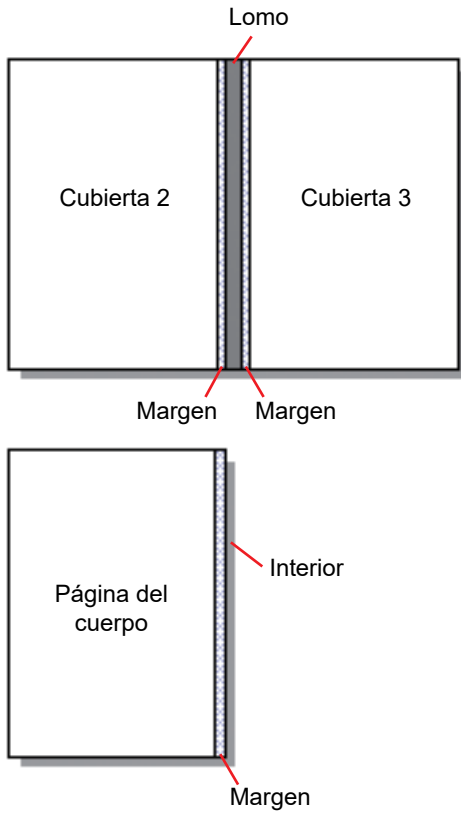 Lomo
Cubierta 2
Cubierta 3
Margen
Margen
Interior
Página del
cuerpo
Margen